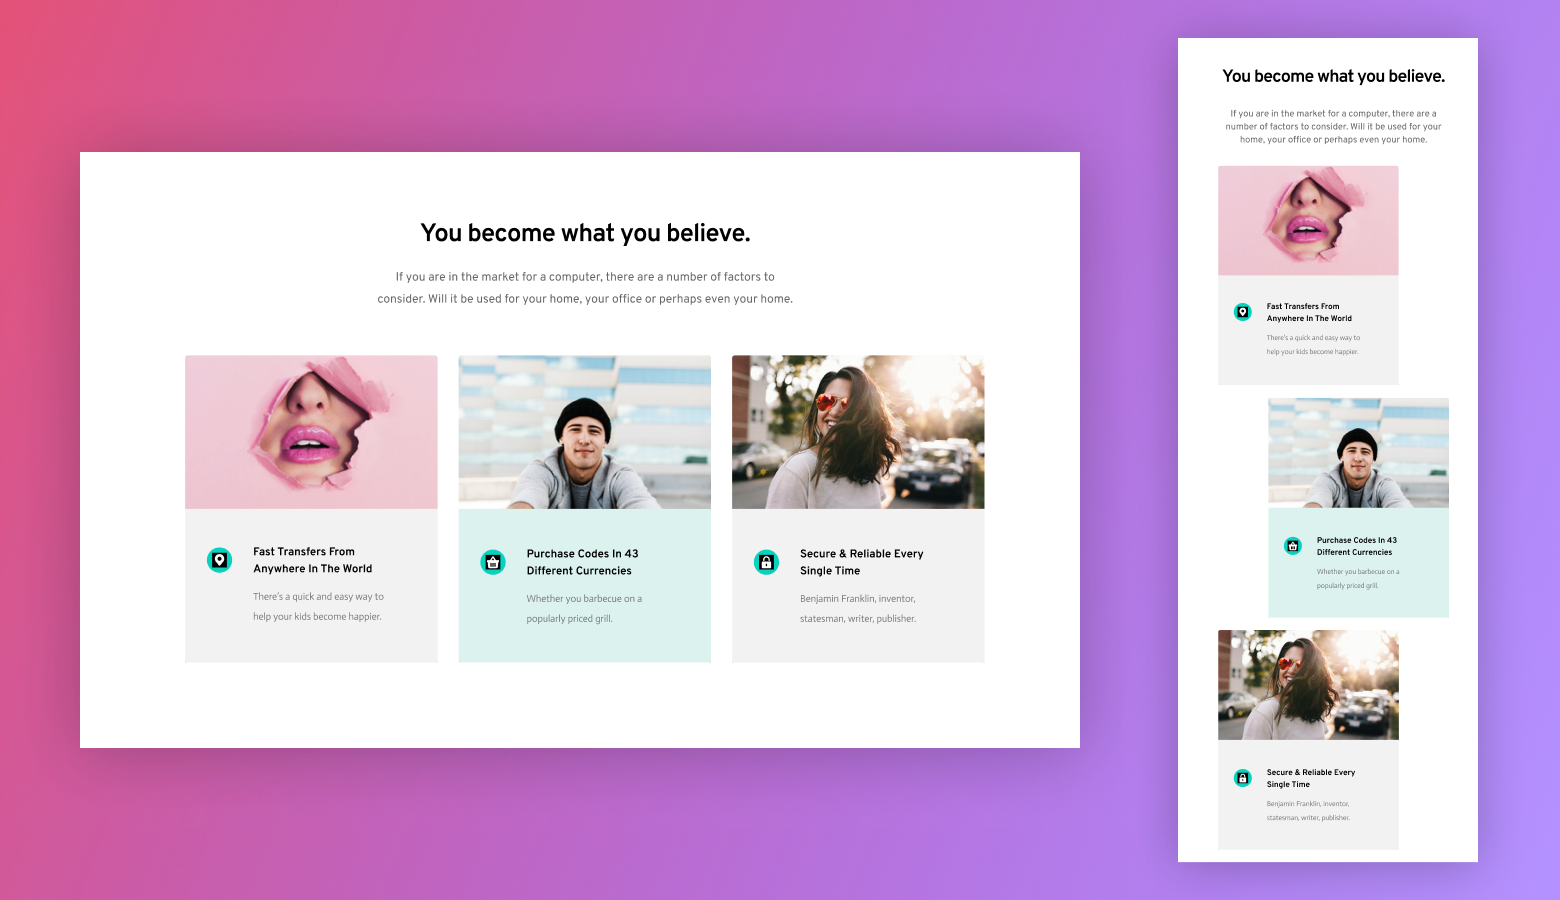 You become what you believe.
If you are in the market for a computer, there are a number of factors to
consider. Will it be used for your home, your office or perhaps even your home.
Fast Transfers From
Anywhere In The World
There's a quick and easy way to
help your kids become happier.
Purchase Codes In 43
Different Currencies
Whether you barbecue on a
popularly priced grill.
Secure & Reliable Every
Single Time
Benjamin Franklin, inventor,
statesman, writer, publisher.
You become what you believe.
If you are in the market for a computer, there are a
number of factors to consider. Will it be used for your
home, your office or perhaps even your home.
Fast Transfers From
Anywhere In The World
There's a quick and easy way to
help your kids become happier.
Purchase Codes In 43
Different Currencies
Whether you barbecue on a
popularly priced grill.
Secure & Reliable Every
Single Time
Benjamin Franklin, inventor,
statesman, writer, publisher.